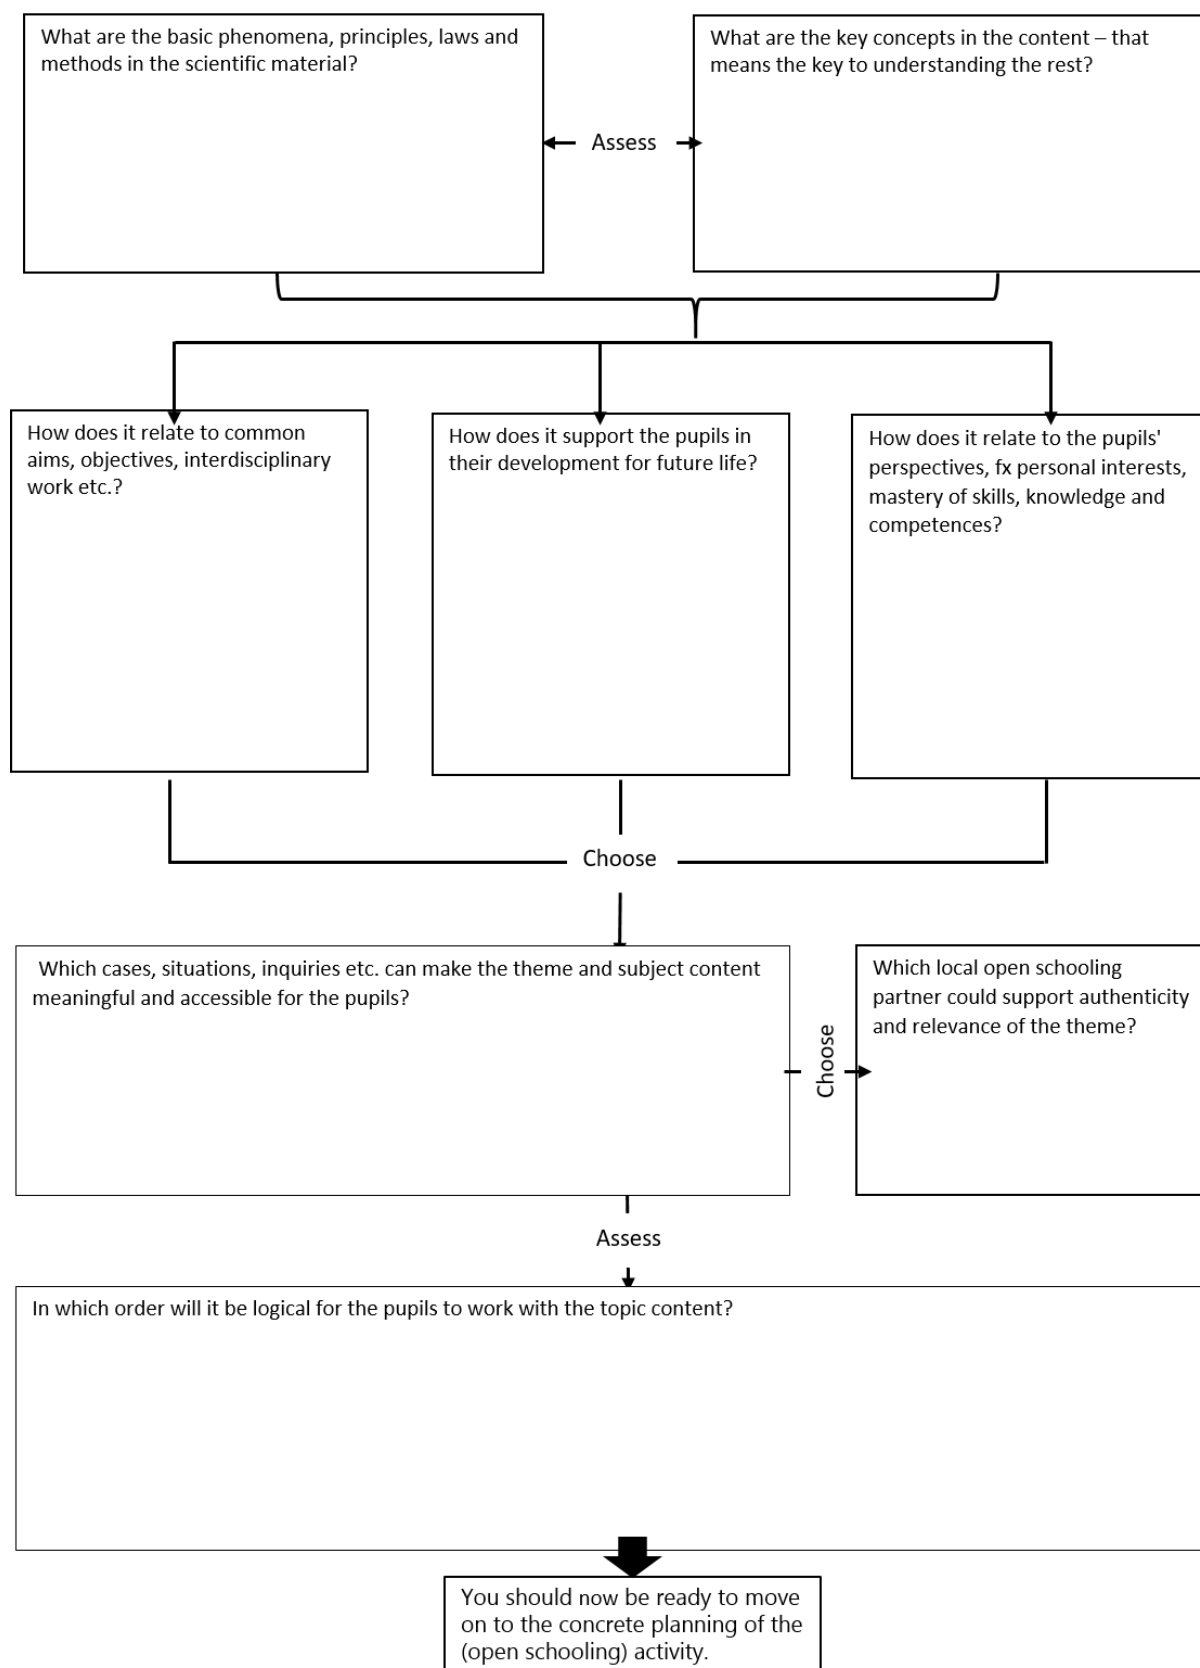 What are the basic phenomena, principles, laws and
methods in the scientific material?
What are the key concepts in the content – that
means the key to understanding the rest?
Assess
How does it relate to common
aims, objectives, interdisciplinary
work etc.?
How does it support the pupils in
their development for future life?
How does it relate to the pupils'
perspectives, fx personal interests,
mastery of skills, knowledge and
competences?
Choose
Which cases, situations, inquiries etc. can make the theme and subject content
meaningful and accessible for the pupils?
Choose
Which local open schooling
partner could support authenticity
and relevance of the theme?
Assess
In which order will it be logical for the pupils to work with the topic content?
You should now be ready to move
on to the concrete planning of the
(open schooling) activity.